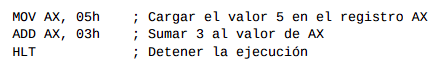 MOV AX, 05h    ; Cargar el valor 5 en el registro AX
ADD AX, 03h    ; Sumar 3 al valor de AX
HLT            ; Detener la ejecución